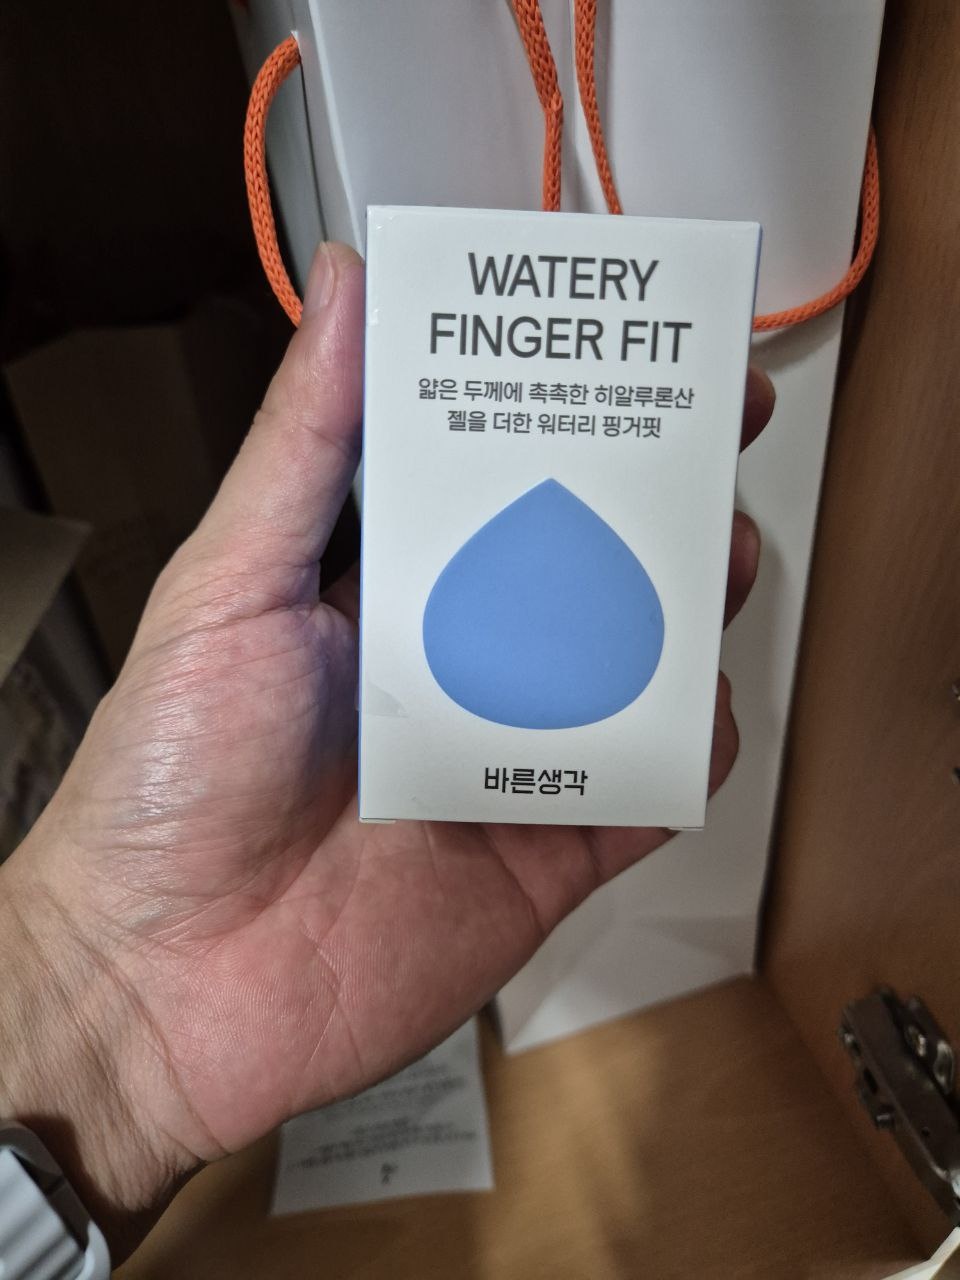 WATERY
FINGER FIT
얇은 두께에 촉촉한 히알루론산
젤을 더한 워터리 핑거핏
바른생각